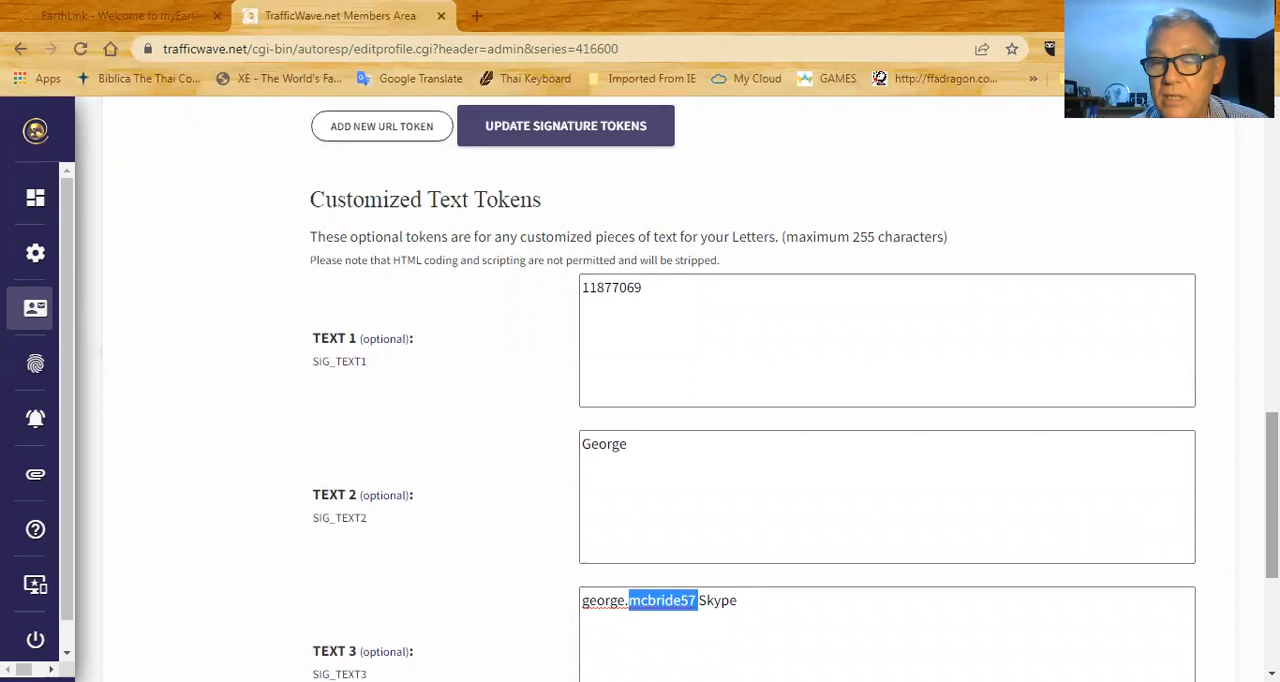 EarthLink - Welcome to myEarth
TrafficWave.net Members Area
trafficwave.net/cgi-bin/autoresp/editprofile.cgi?header=admin&series=416600
Apps
Biblica The Thai Co...
XE - The World's Fa...
Google Translate
Thai Keyboard
Imported From IE
My Cloud
GAMES
http://ffadragon.co...
»
ADD NEW URL TOKEN
UPDATE SIGNATURE TOKENS
Customized Text Tokens
These optional tokens are for any customized pieces of text for your Letters. (maximum 255 characters)
Please note that HTML coding and scripting are not permitted and will be stripped.
11877069
TEXT 1 (optional):
SIG_TEXT1
George
TEXT 2 (optional):
SIG_TEXT2
george.mcbride57 Skype
TEXT 3 (optional):
SIG_TEXT3